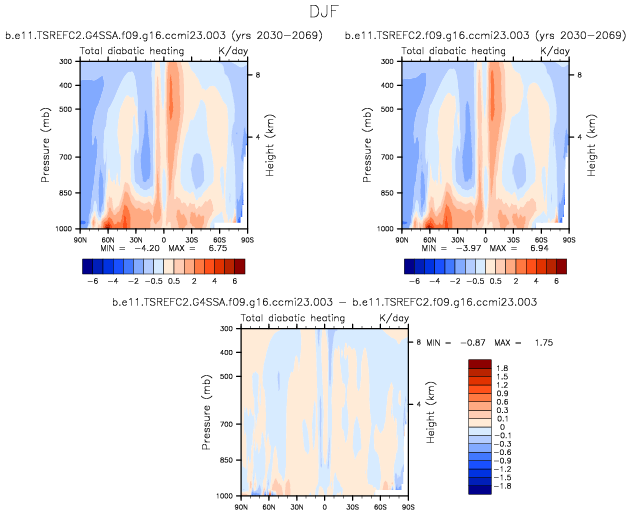 DJF
b.e11.TSREFC2.G4SSA.f09.g16.ccmi23.003 (yrs 2030-2069)
b.e11.TSREFC2.f09.g16.ccmi23.003 (yrs 2030-2069)
Total diabatic heating K/day
Total diabatic heating K/day
Pressure (mb)
300
400
500
700
850
1000
8
4
Height (km)
90N 60N 30N 0 30S 60S 90S
MIN = -4.20 MAX = 6.75
-6 -4 -2 -0.5 0.5 2 4 6
Pressure (mb)
300
400
500
700
850
1000
8
4
Height (km)
90N 60N 30N 0 30S 60S 90S
MIN = -3.97 MAX = 6.94
-6 -4 -2 -0.5 0.5 2 4 6
b.e11.TSREFC2.G4SSA.f09.g16.ccmi23.003 - b.e11.TSREFC2.f09.g16.ccmi23.003
Total diabatic heating K/day
Pressure (mb)
300
400
500
700
850
1000
8
4
Height (km)
90N 60N 30N 0 30S 60S 90S
MIN = -0.87 MAX = 1.75
1.8
1.5
1.2
0.9
0.6
0.3
0.1
0
-0.1
-0.3
-0.6
-0.9
-1.2
-1.5
-1.8